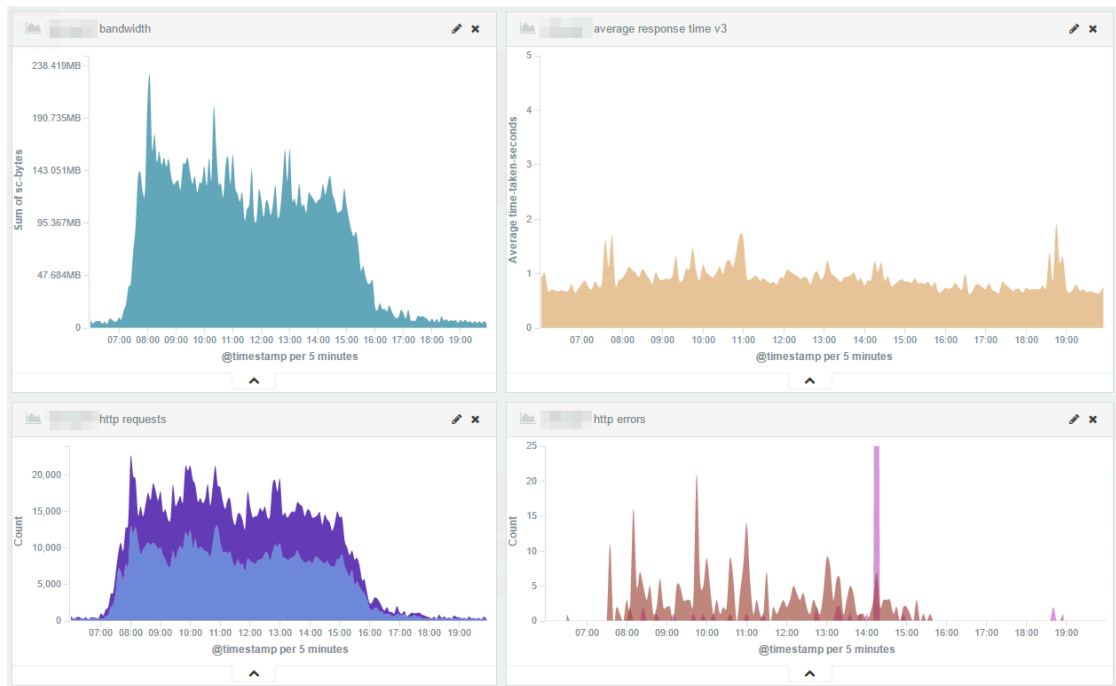 bandwidth
238.419MB
190.735MB
143.051MB
95.367MB
47.684MB
0
Sum of sc-bytes
07:00 08:00 09:00 10:00 11:00 12:00 13:00 14:00 15:00 16:00 17:00 18:00 19:00
@timestamp per 5 minutes
average response time v3
5
4
3
2
1
0
Average time-taken-seconds
07:00 08:00 09:00 10:00 11:00 12:00 13:00 14:00 15:00 16:00 17:00 18:00 19:00
@timestamp per 5 minutes
http requests
20,000
15,000
10,000
5,000
0
Count
07:00 08:00 09:00 10:00 11:00 12:00 13:00 14:00 15:00 16:00 17:00 18:00 19:00
@timestamp per 5 minutes
http errors
25
20
15
10
5
0
Count
07:00 08:00 09:00 10:00 11:00 12:00 13:00 14:00 15:00 16:00 17:00 18:00 19:00
@timestamp per 5 minutes